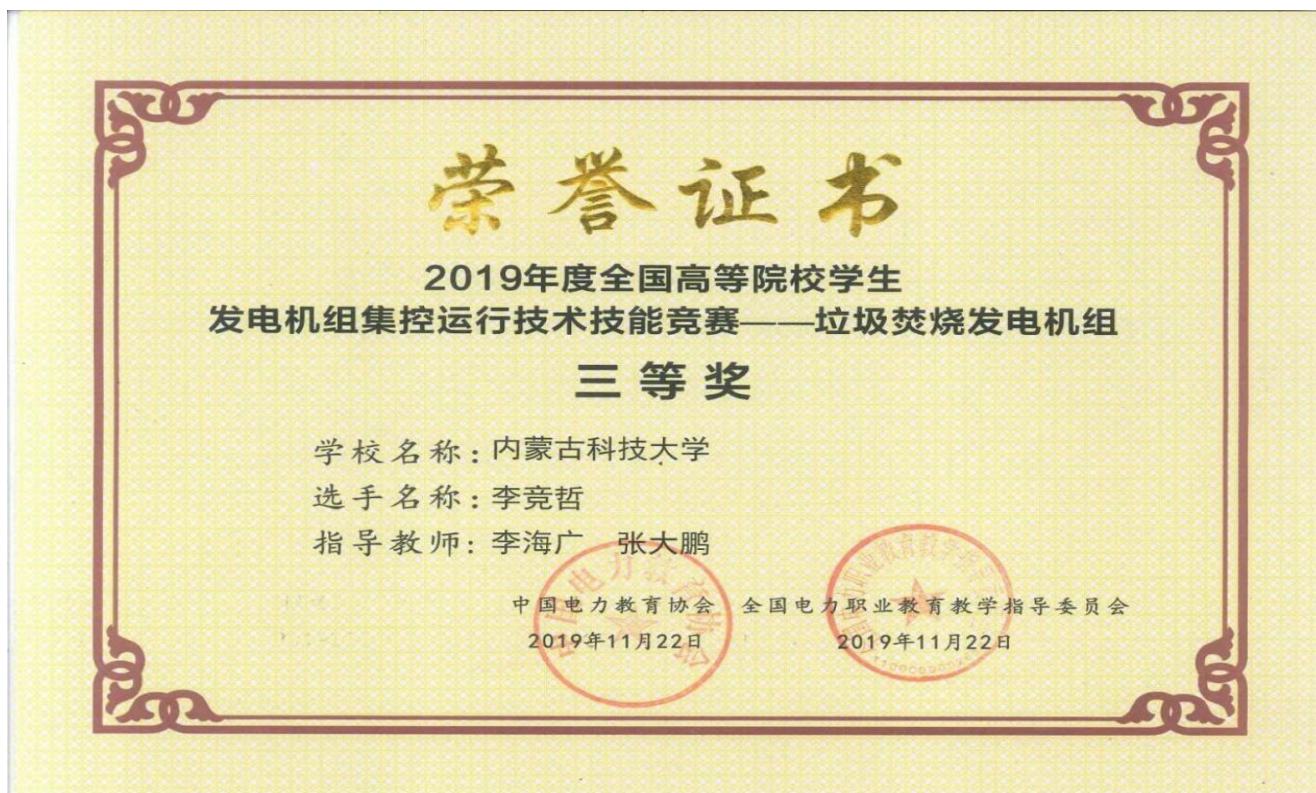 荣誉证书
2019年度全国高等院校学生
发电机组集控运行技术技能竞赛——垃圾焚烧发电机组
三等奖
学校名称：内蒙古科技大学
选手名称：李竞哲
指导教师：李海广 张大鹏
中国电力教育协会 全国电力职业教育教学指导委员会
2019年11月22日 2019年11月22日